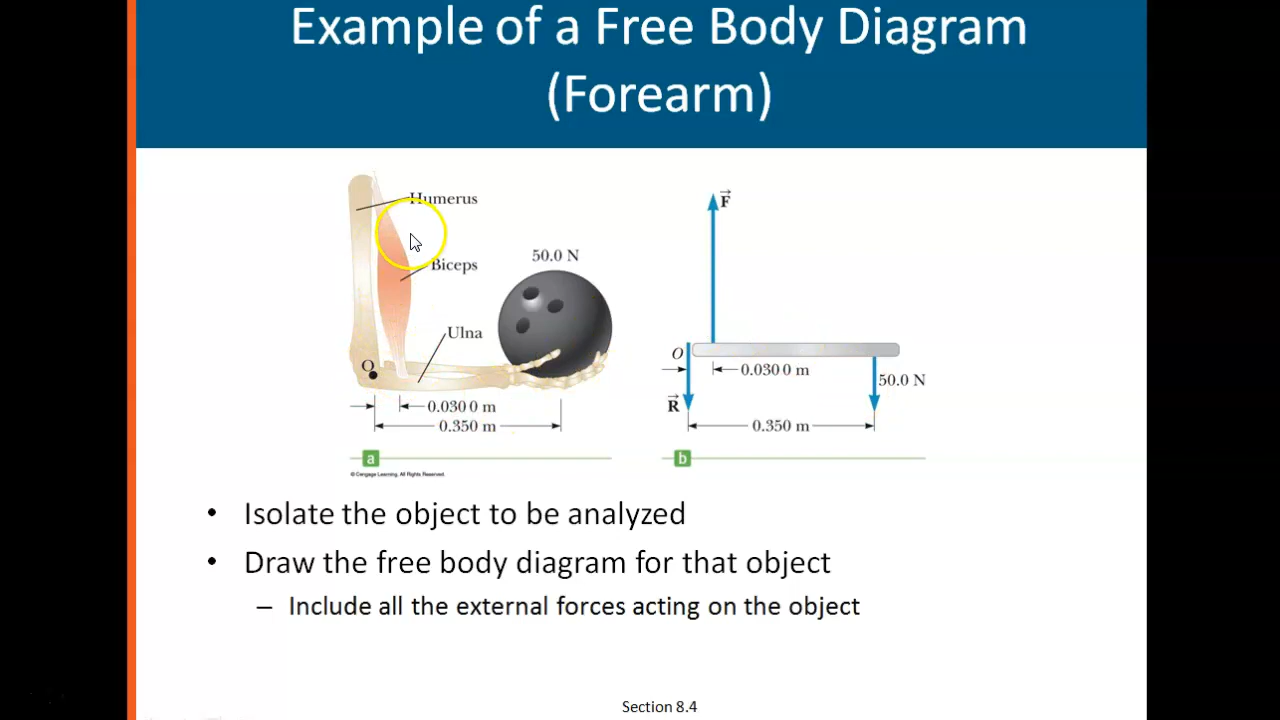 Example of a Free Body Diagram
(Forearm)
Humerus
Biceps
50.0 N
Ulna
O
0.030 0 m
0.350 m
a
© Cengage Learning. All Rights Reserved.
F
O
0.030 0 m
50.0 N
R
0.350 m
b
• Isolate the object to be analyzed
• Draw the free body diagram for that object
– Include all the external forces acting on the object
Section 8.4